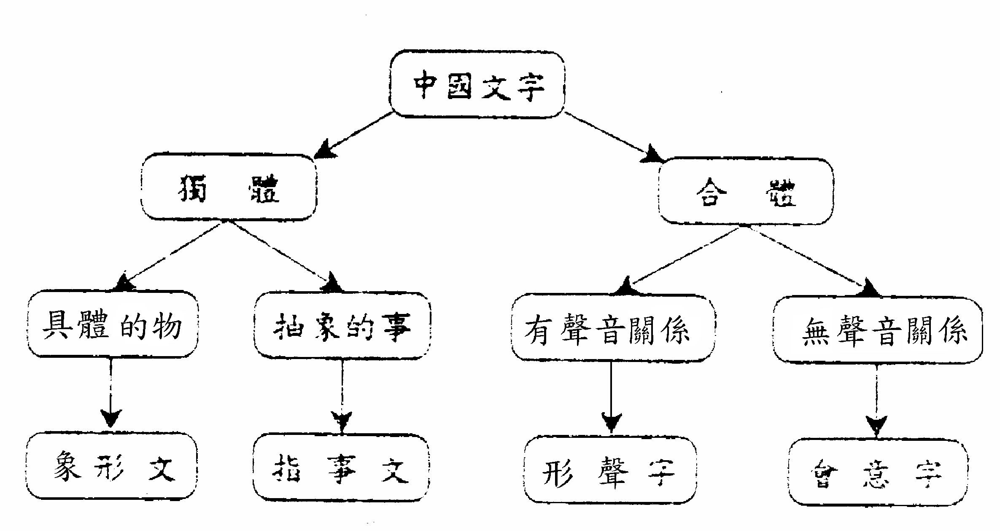 中國文字
獨體
合體
具體的物
抽象的事
有聲音關係
無聲音關係
象形文
指事文
形聲字
會意字